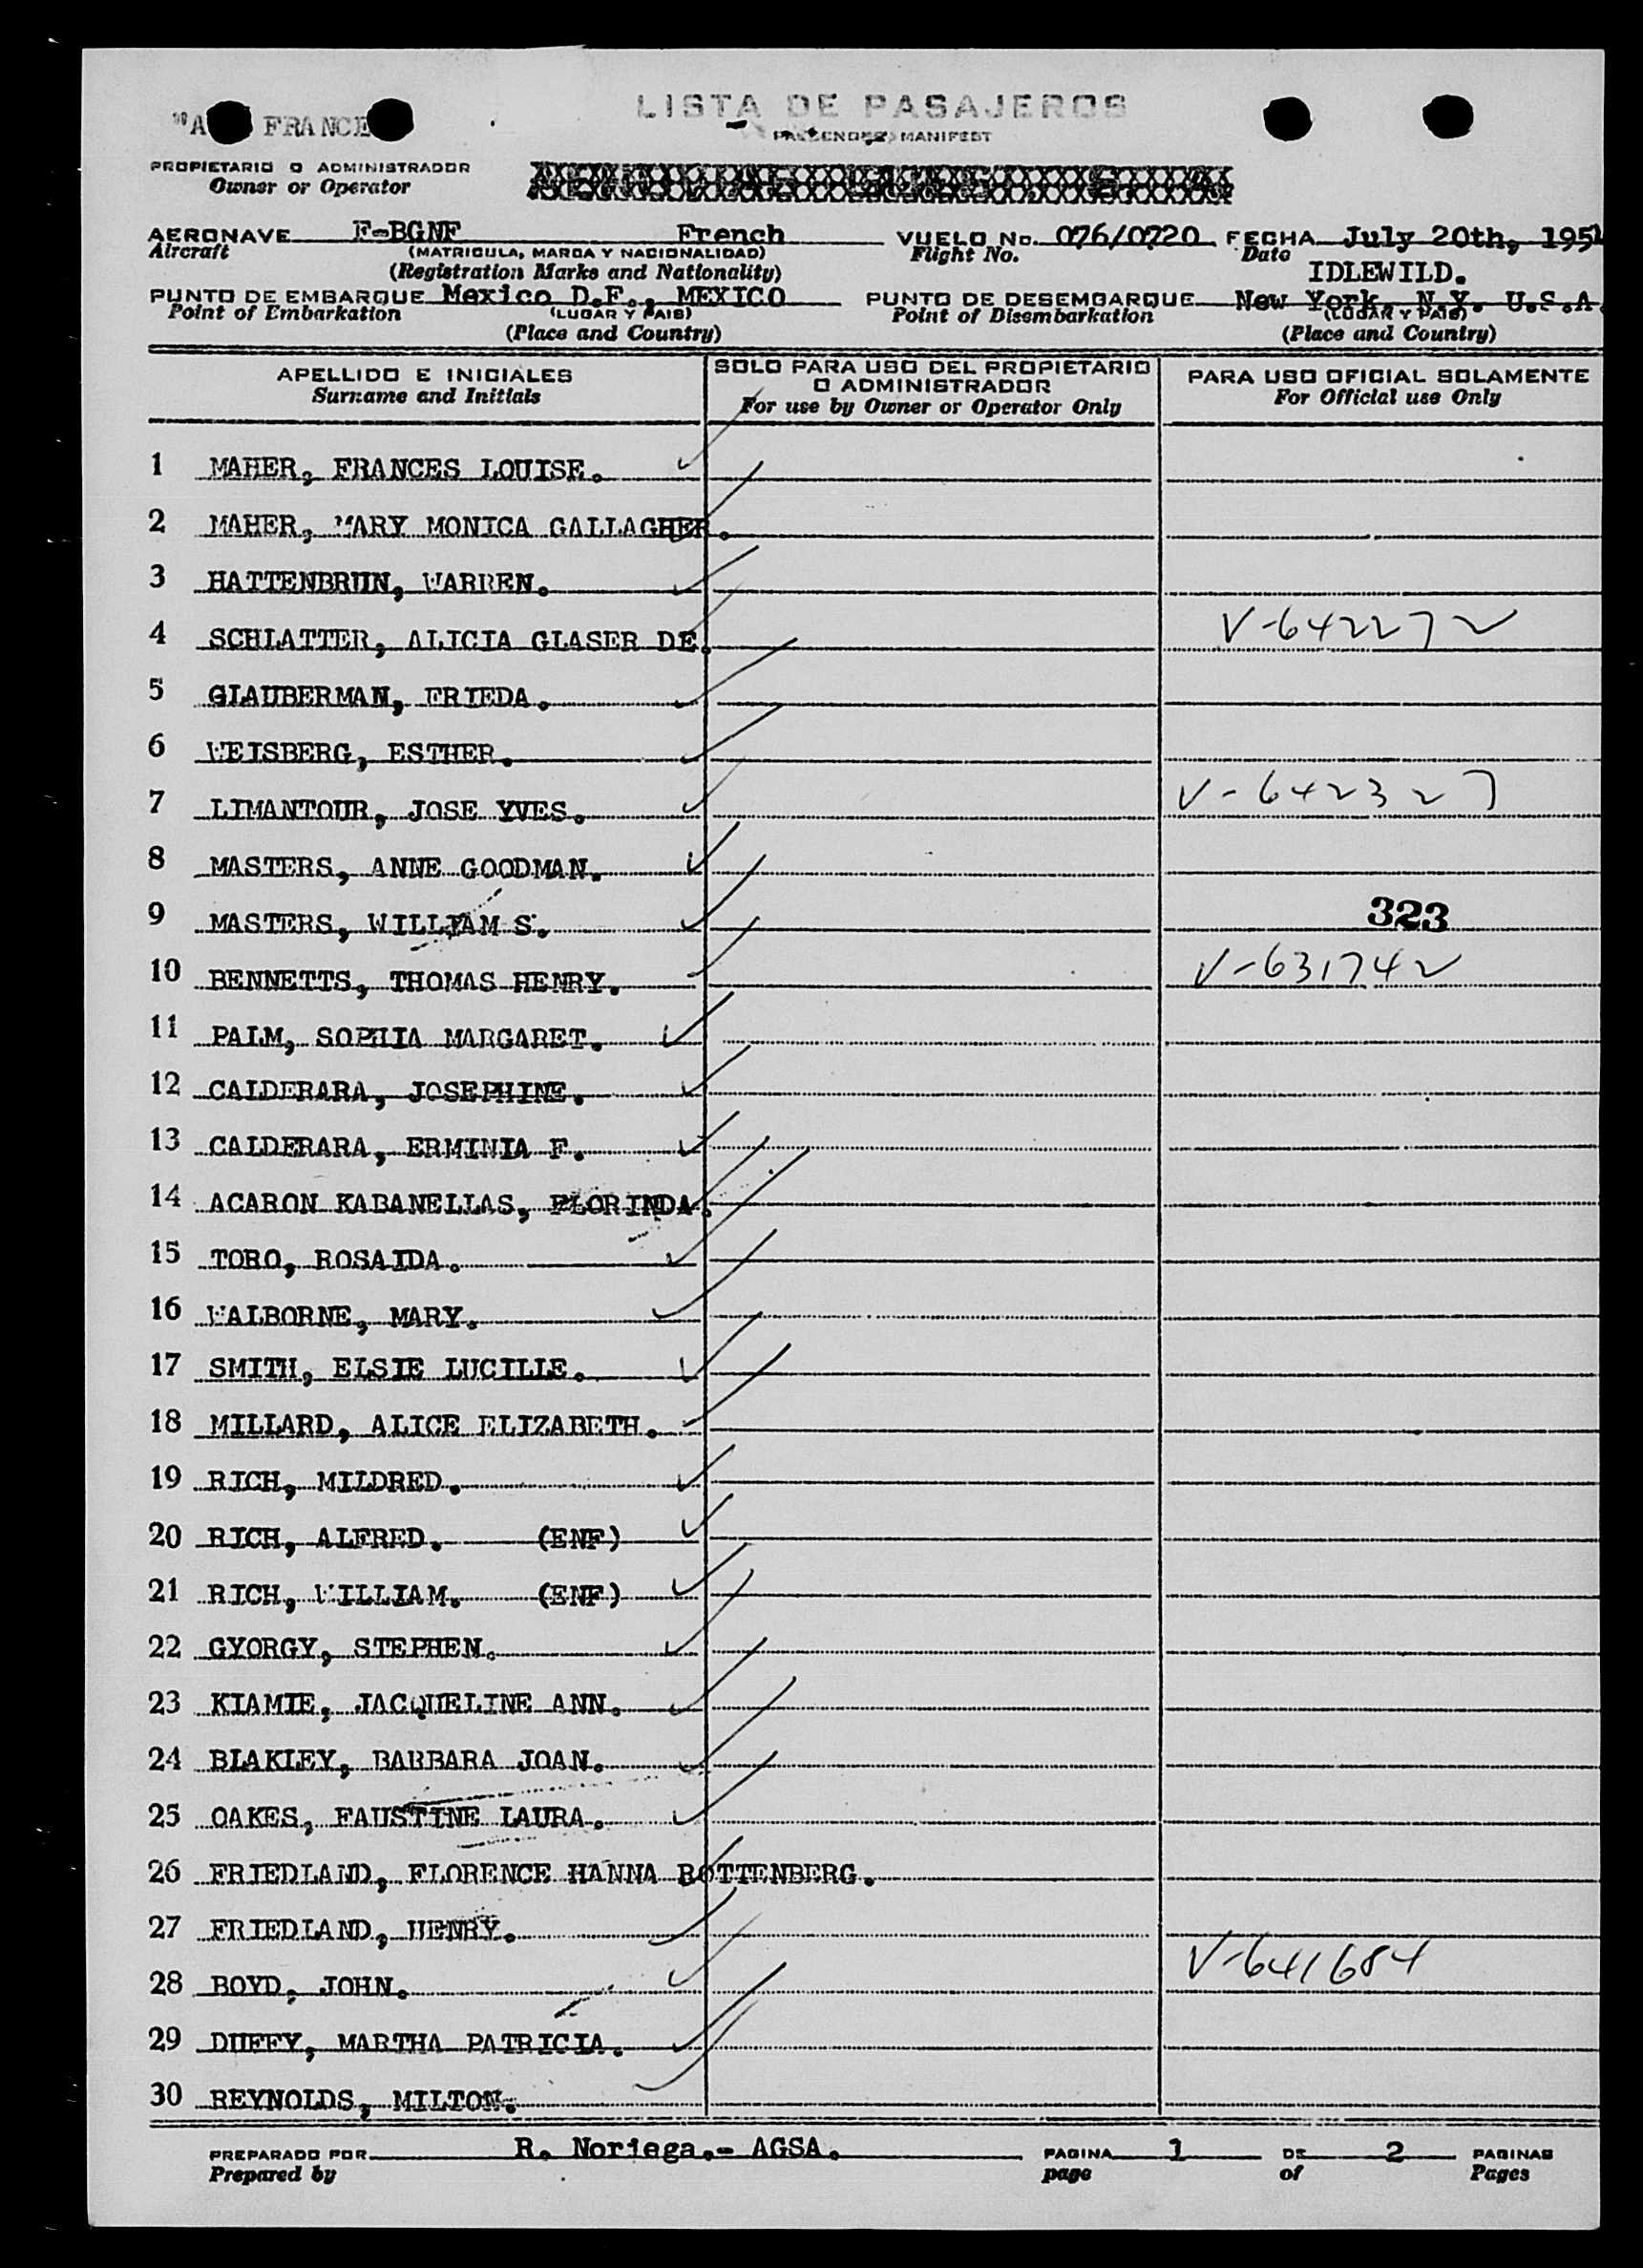 LISTA DE PASAJEROS
"A FRANCE
MANIFEST
PROPIETARIO O ADMINISTRADOR
Owner or Operator
AERONAVE F-BGNF French VUELO No. 076/0720 FECHA July 20th, 195
Aircraft (MATRICULA, MARCA Y NACIONALIDAD) Flight No. Date
(Registration Marks and Nationality) IDLEWILD.
PUNTO DE EMBARQUE Mexico D.F., MEXICO PUNTO DE DESEMBARQUE New York, N.Y. U.S.A.
Point of Embarkation (LUGAR Y PAIS) Point of Disembarkation (LUGAR Y PAIS)
(Place and Country) (Place and Country)
APELLIDO E INICIALES SOLO PARA USO DEL PROPIETARIO PARA USO OFICIAL SOLAMENTE
Surname and Initials O ADMINISTRADOR For Official use Only
For use by Owner or Operator Only
1 MAHER, FRANCES LOUISE.
2 MAHER, MARY MONICA GALLAGHER.
3 HATTENBRUN, WARREN.
4 SCHLATTER, ALICIA GLASER DE. V-642272
5 GLAUBERMAN, FRIEDA.
6 WEISBERG, ESTHER.
7 LIMANTOUR, JOSE YVES. V-642327
8 MASTERS, ANNE GOODMAN.
9 MASTERS, WILLIAM S. 323
10 BENNETTS, THOMAS HENRY. V-631742
11 PALM, SOPHIA MARGARET.
12 CALDERARA, JOSEPHINE.
13 CALDERARA, ERMINIA F.
14 ACARON KABANELLAS, FLORINDA.
15 TORO, ROSAIDA.
16 WALBORNE, MARY.
17 SMITH, ELSIE LUCILLE.
18 MILLARD, ALICE ELIZABETH.
19 RICH, MILDRED.
20 RICH, ALFRED. (ENF)
21 RICH, WILLIAM. (ENF)
22 GYORGY, STEPHEN.
23 KIAMIE, JACQUELINE ANN.
24 BLAKLEY, BARBARA JOAN.
25 OAKES, FAUSTINE LAURA.
26 FRIEDLAND, FLORENCE HANNA ROTTENBERG.
27 FRIEDLAND, HENRY.
28 BOYD, JOHN. V-641684
29 DUFFY, MARTHA PATRICIA.
30 REYNOLDS, MILTON.
PREPARADO POR R. Noriega.- AGSA. PAGINA 1 DE 2 PAGINAS
Prepared by page of Pages